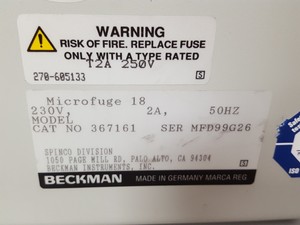 WARNING
RISK OF FIRE. REPLACE FUSE
ONLY WITH A TYPE RATED
T2A 250V
270-605133
S
Microfuge 18
230V, 2A, 50HZ
MODEL
CAT NO 367161 SER MFD99G26
SPINCO DIVISION
1050 PAGE MILL RD, PALO ALTO, CA 94304
BECKMAN INSTRUMENTS, INC.
S
BECKMAN MADE IN GERMANY MARCA REG.
ISO